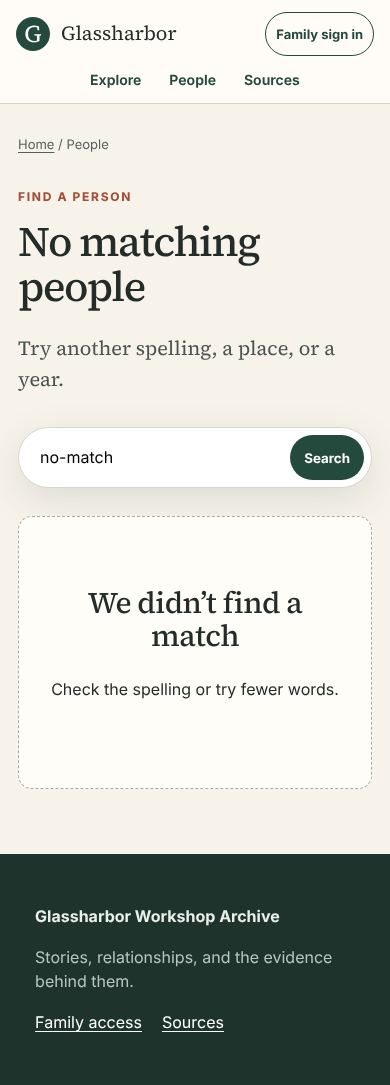 G Glassharbor
Family sign in
Explore People Sources
Home / People
FIND A PERSON
No matching
people
Try another spelling, a place, or a
year.
no-match
Search
We didn’t find a
match
Check the spelling or try fewer words.
Glassharbor Workshop Archive
Stories, relationships, and the evidence
behind them.
Family access Sources